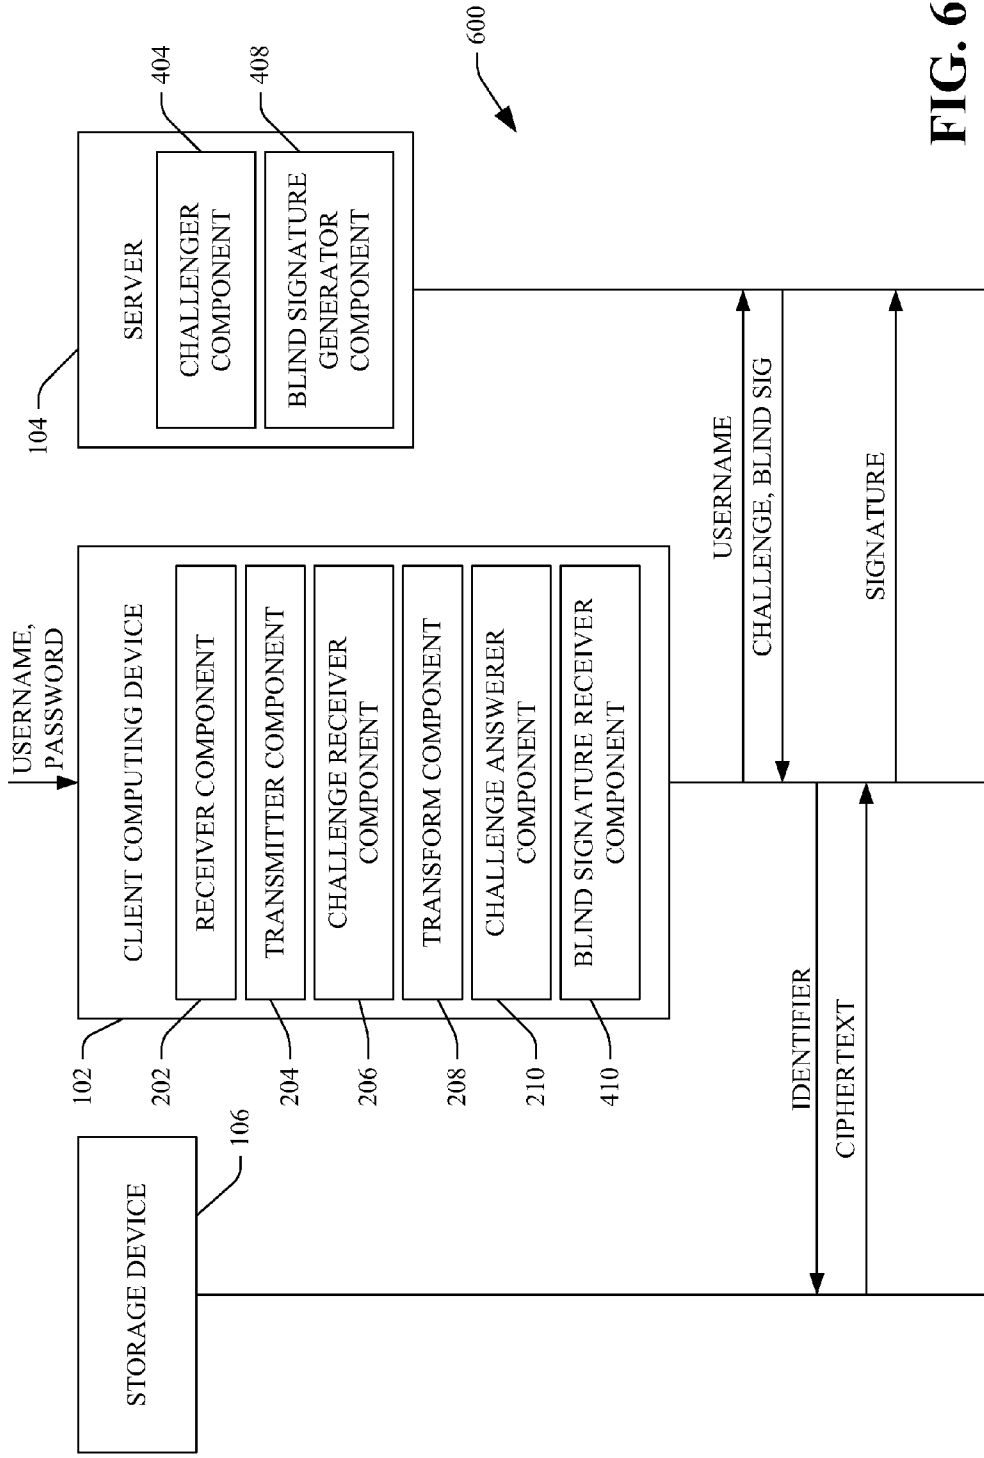 USERNAME,
PASSWORD
STORAGE DEVICE
106
CLIENT COMPUTING DEVICE
102
RECEIVER COMPONENT
202
TRANSMITTER COMPONENT
204
CHALLENGE RECEIVER
COMPONENT
206
TRANSFORM COMPONENT
208
CHALLENGE ANSWERER
COMPONENT
210
BLIND SIGNATURE RECEIVER
COMPONENT
410
104
SERVER
CHALLENGER
COMPONENT
404
BLIND SIGNATURE
GENERATOR
COMPONENT
408
600
USERNAME
CHALLENGE, BLIND SIG
IDENTIFIER
CIPHERTEXT
SIGNATURE
FIG. 6